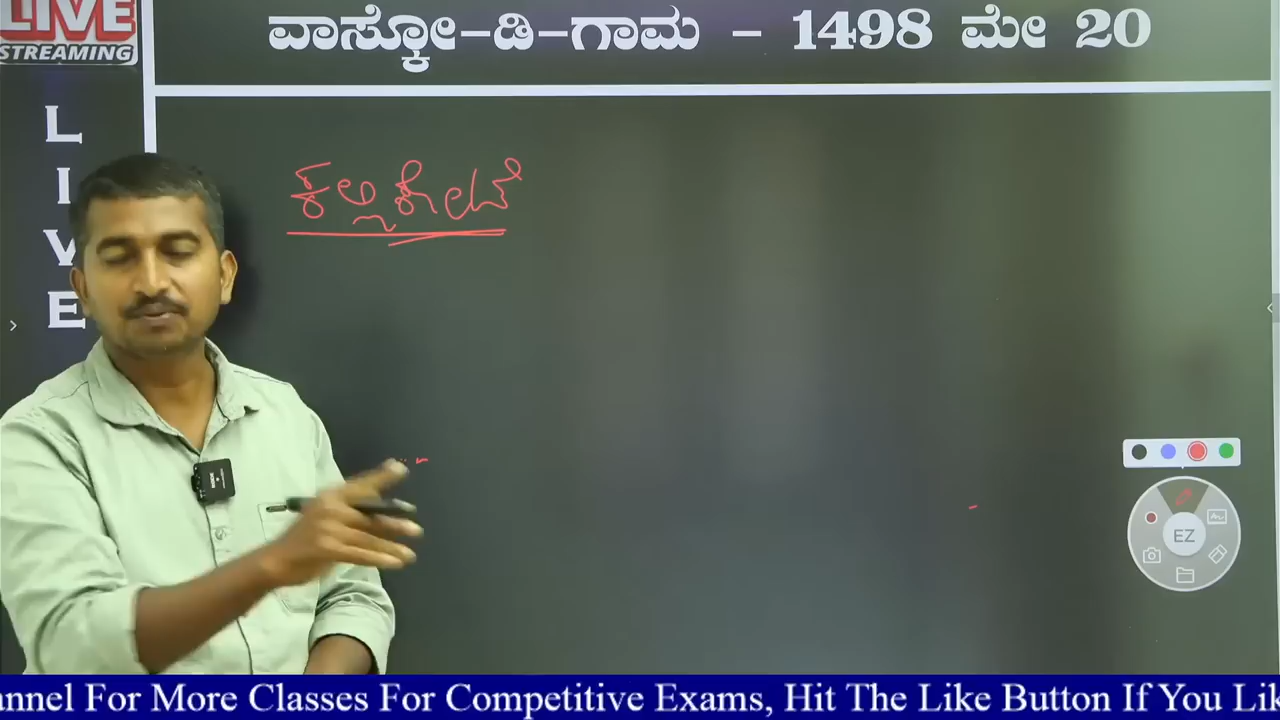 LIVE
STREAMING
ವಾಸ್ಕೋ-ಡಿ-ಗಾಮ - 1498 ಮೇ 20
L
I
V
E
ಕಲ್ಲಿಕೋಟೆ
EZ
annel For More Classes For Competitive Exams, Hit The Like Button If You Lik